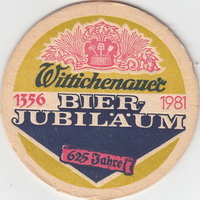 Wittichenauer
1356 BIER- 1981
JUBILÄUM
625 Jahre